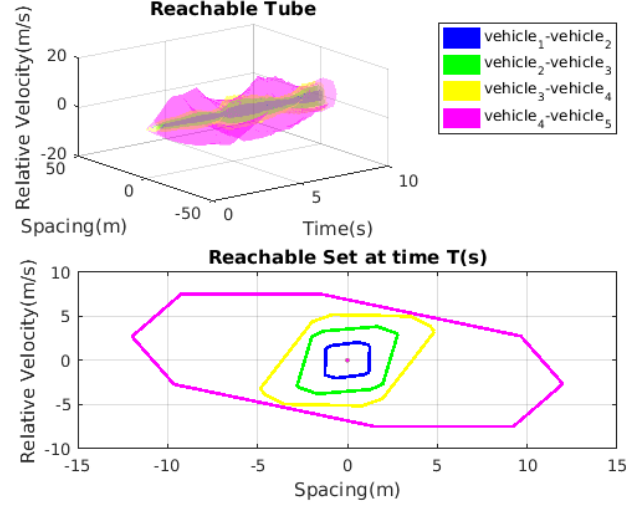 Reachable Tube
20
0
-20
Relative Velocity(m/s)
50
0
-50
Spacing(m)
0
5
10
Time(s)
vehicle₁-vehicle₂
vehicle₂-vehicle₃
vehicle₃-vehicle₄
vehicle₄-vehicle₅
Reachable Set at time T(s)
10
5
0
-5
-10
Relative Velocity(m/s)
-15
-10
-5
0
5
10
15
Spacing(m)